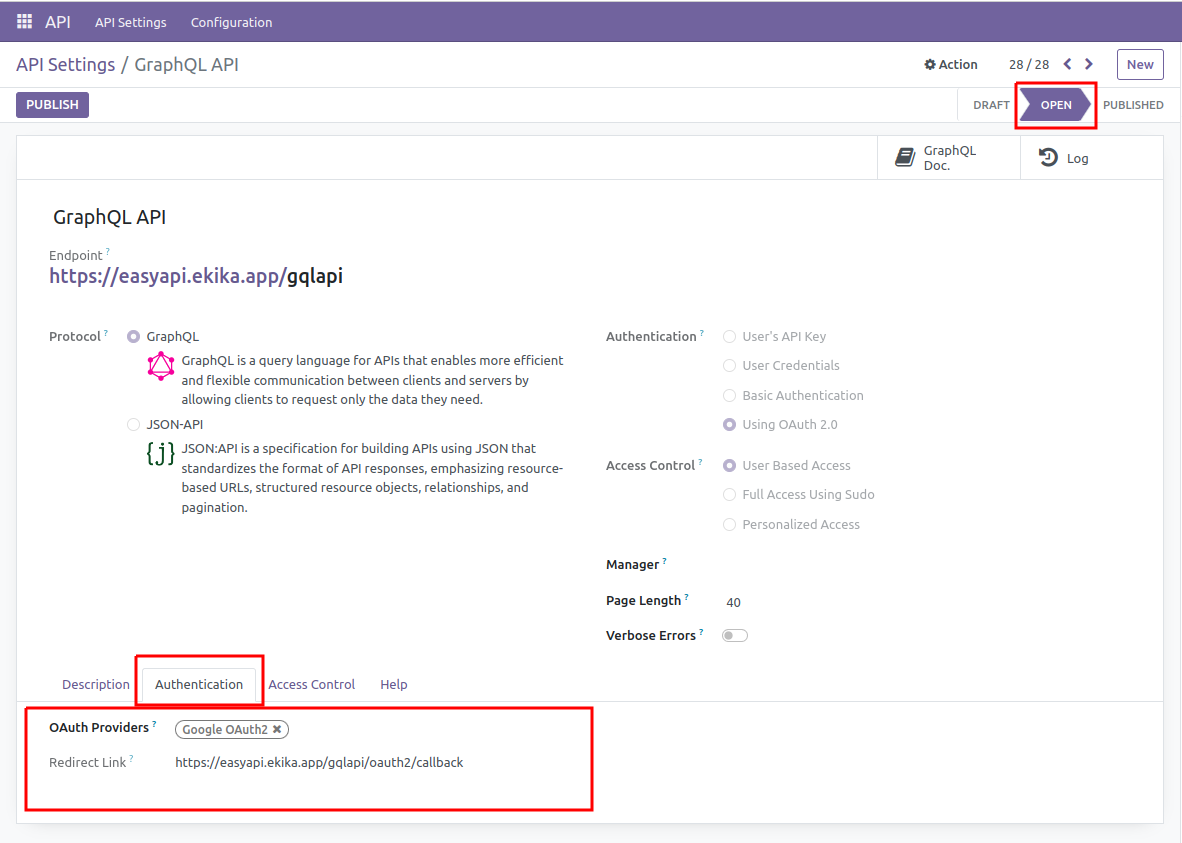 API API Settings Configuration
API Settings / GraphQL API Action 28 / 28 New
PUBLISH DRAFT OPEN PUBLISHED
GraphQL
Doc.
Log
GraphQL API
Endpoint ?
https://easyapi.ekika.app/gqlapi
Protocol ? GraphQL
GraphQL is a query language for APIs that enables more efficient
and flexible communication between clients and servers by
allowing clients to request only the data they need.
JSON-API
{j} JSON:API is a specification for building APIs using JSON that
standardizes the format of API responses, emphasizing resource-
based URLs, structured resource objects, relationships, and
pagination.
Authentication ? User's API Key
User Credentials
Basic Authentication
Using OAuth 2.0
Access Control ? User Based Access
Full Access Using Sudo
Personalized Access
Manager ?
Page Length ? 40
Verbose Errors ?
Description Authentication Access Control Help
OAuth Providers ? Google OAuth2 ✖
Redirect Link ? https://easyapi.ekika.app/gqlapi/oauth2/callback